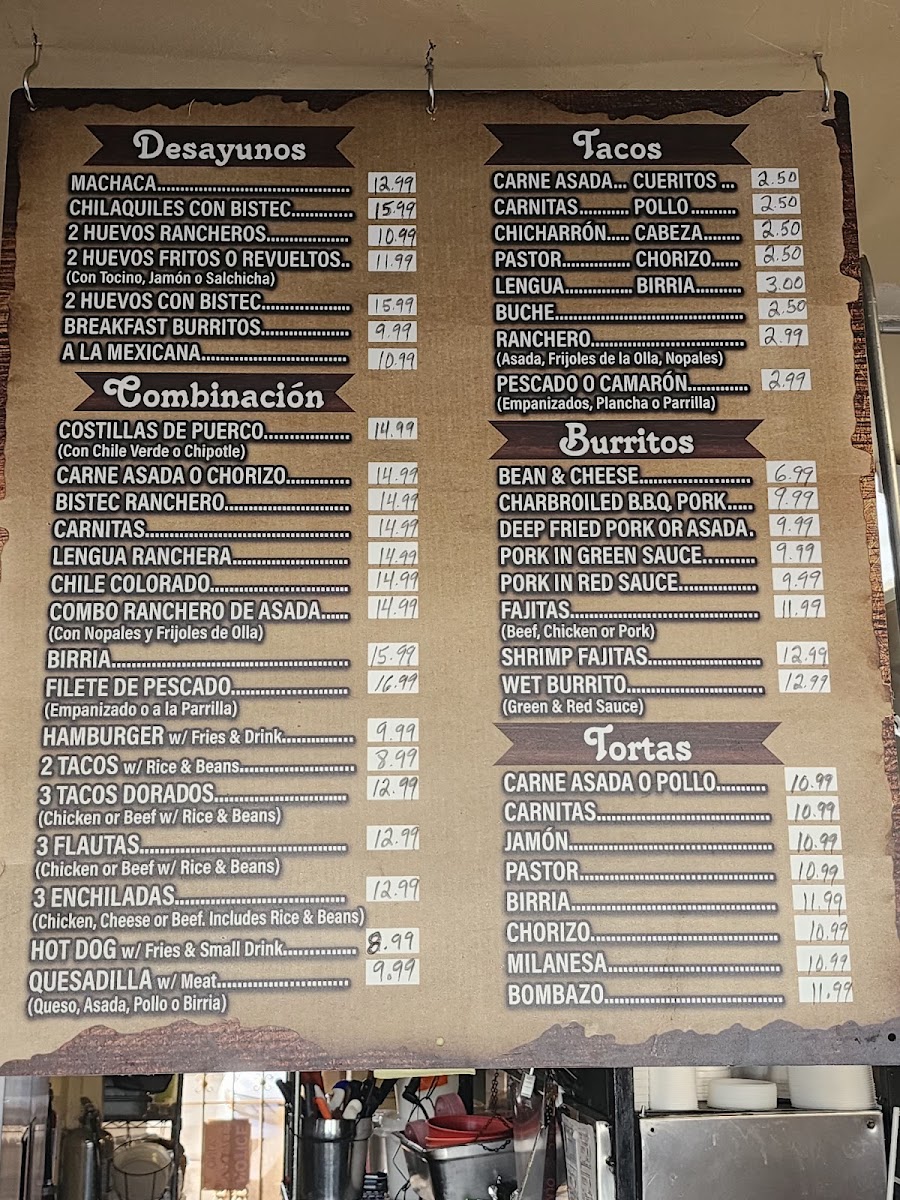 Desayunos
MACHACA................................... 12.99
CHILAQUILES CON BISTEC............ 15.99
2 HUEVOS RANCHEROS.................. 10.99
2 HUEVOS FRITOS O REVUELTOS.. 11.99
(Con Tocino, Jamón o Salchicha)
2 HUEVOS CON BISTEC................. 15.99
BREAKFAST BURRITOS................. 9.99
A LA MEXICANA............................ 10.99
Combinación
COSTILLAS DE PUERCO................. 14.99
(Con Chile Verde o Chipotle)
CARNE ASADA O CHORIZO............ 14.99
BISTEC RANCHERO........................ 14.99
CARNITAS...................................... 14.99
LENGUA RANCHERA...................... 14.99
CHILE COLORADO.......................... 14.99
COMBO RANCHERO DE ASADA..... 14.99
(Con Nopales y Frijoles de Olla)
BIRRIA........................................... 15.99
FILETE DE PESCADO..................... 16.99
(Empanizado o a la Parrilla)
HAMBURGER w/ Fries & Drink............. 9.99
2 TACOS w/ Rice & Beans.................... 8.99
3 TACOS DORADOS........................ 12.99
(Chicken or Beef w/ Rice & Beans)
3 FLAUTAS..................................... 12.99
(Chicken or Beef w/ Rice & Beans)
3 ENCHILADAS............................... 12.99
(Chicken, Cheese or Beef. Includes Rice & Beans)
HOT DOG w/ Fries & Small Drink............. 8.99
QUESADILLA w/ Meat........................ 9.99
(Queso, Asada, Pollo o Birria)
Tacos
CARNE ASADA... CUERITOS ... 2.50
CARNITAS.......... POLLO ......... 2.50
CHICHARRÓN..... CABEZA....... 2.50
PASTOR.............. CHORIZO...... 2.50
LENGUA.............. BIRRIA.......... 3.00
BUCHE....................................... 2.50
RANCHERO................................ 2.99
(Asada, Frijoles de la Olla, Nopales)
PESCADO O CAMARÓN............ 2.99
(Empanizados, Plancha o Parrilla)
Burritos
BEAN & CHEESE...................... 6.99
CHARBROILED B.B.Q. PORK..... 9.99
DEEP FRIED PORK OR ASADA. 9.99
PORK IN GREEN SAUCE.......... 9.99
PORK IN RED SAUCE............... 9.99
FAJITAS..................................... 11.99
(Beef, Chicken or Pork)
SHRIMP FAJITAS...................... 12.99
WET BURRITO.......................... 12.99
(Green & Red Sauce)
Tortas
CARNE ASADA O POLLO.......... 10.99
CARNITAS.................................. 10.99
JAMÓN....................................... 10.99
PASTOR...................................... 10.99
BIRRIA........................................ 11.99
CHORIZO.................................... 10.99
MILANESA................................. 10.99
BOMBAZO.................................. 11.99